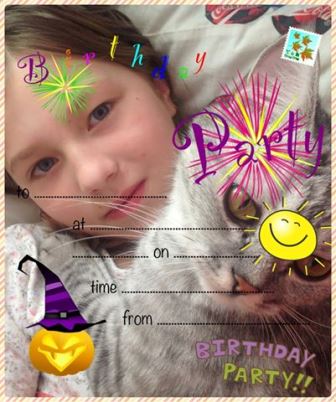 Birthday
Party
to ..............................
at ..............................
.................... on ....................
time ..............................
from ..............................
BIRTHDAY
PARTY!!